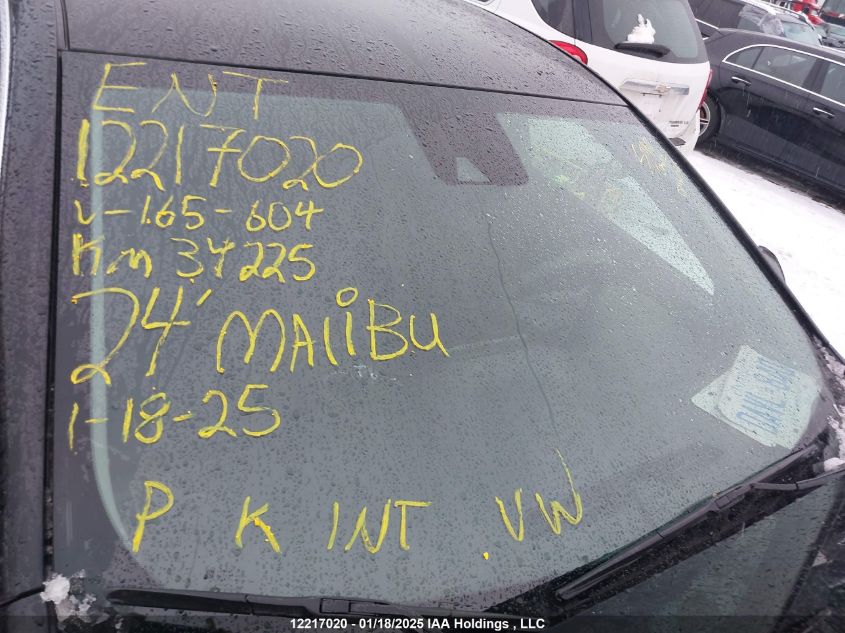 ENT
12217020
V-165-604
Km 34225
24' MALIBU
1-18-25
P K INT .VW
12217020 - 01/18/2025 IAA Holdings , LLC